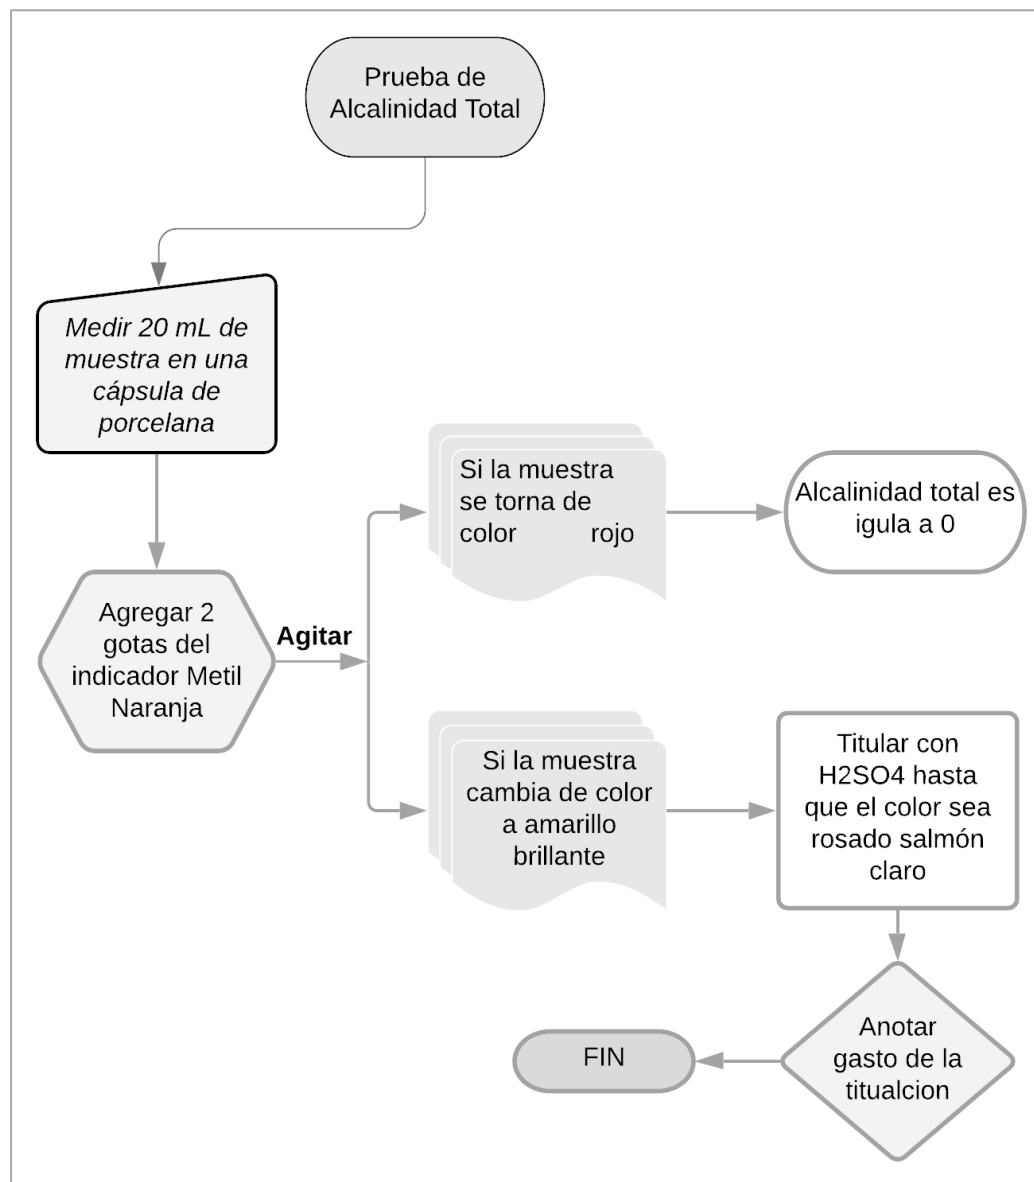 Prueba de
Alcalinidad Total
Medir 20 mL de
muestra en una
cápsula de
porcelana
Agregar 2
gotas del
indicador Metil
Naranja
Agitar
Si la muestra
se torna de
color rojo
Alcalinidad total es
igula a 0
Si la muestra
cambia de color
a amarillo
brillante
Titular con
H2SO4 hasta
que el color sea
rosado salmón
claro
Anotar
gasto de la
titualcion
FIN